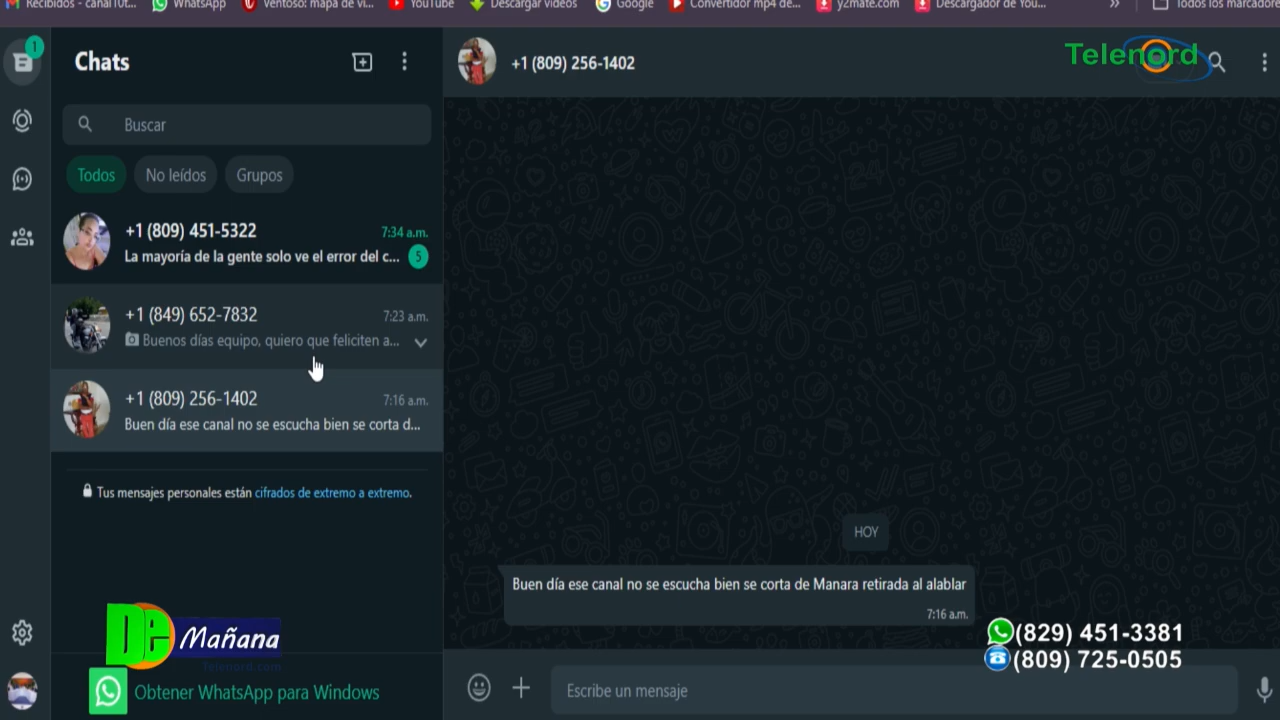 Recibidos - canal10t...
WhatsApp
Ventoso: mapa de vi...
YouTube
Descargar videos
Google
Convertidor mp4 de...
y2mate.com
Descargador de You...
»
Todos los marcadore
1
Chats
Buscar
Todos
No leídos
Grupos
+1 (809) 451-5322
7:34 a.m.
La mayoría de la gente solo ve el error del c...
5
+1 (849) 652-7832
7:23 a.m.
Buenos días equipo, quiero que feliciten a...
+1 (809) 256-1402
7:16 a.m.
Buen día ese canal no se escucha bien se corta d...
Tus mensajes personales están cifrados de extremo a extremo.
De Mañana
Telenord.com
Obtener WhatsApp para Windows
+1 (809) 256-1402
Telenord
HOY
Buen día ese canal no se escucha bien se corta de Manara retirada al alablar
7:16 a.m.
(829) 451-3381
(809) 725-0505
Escribe un mensaje